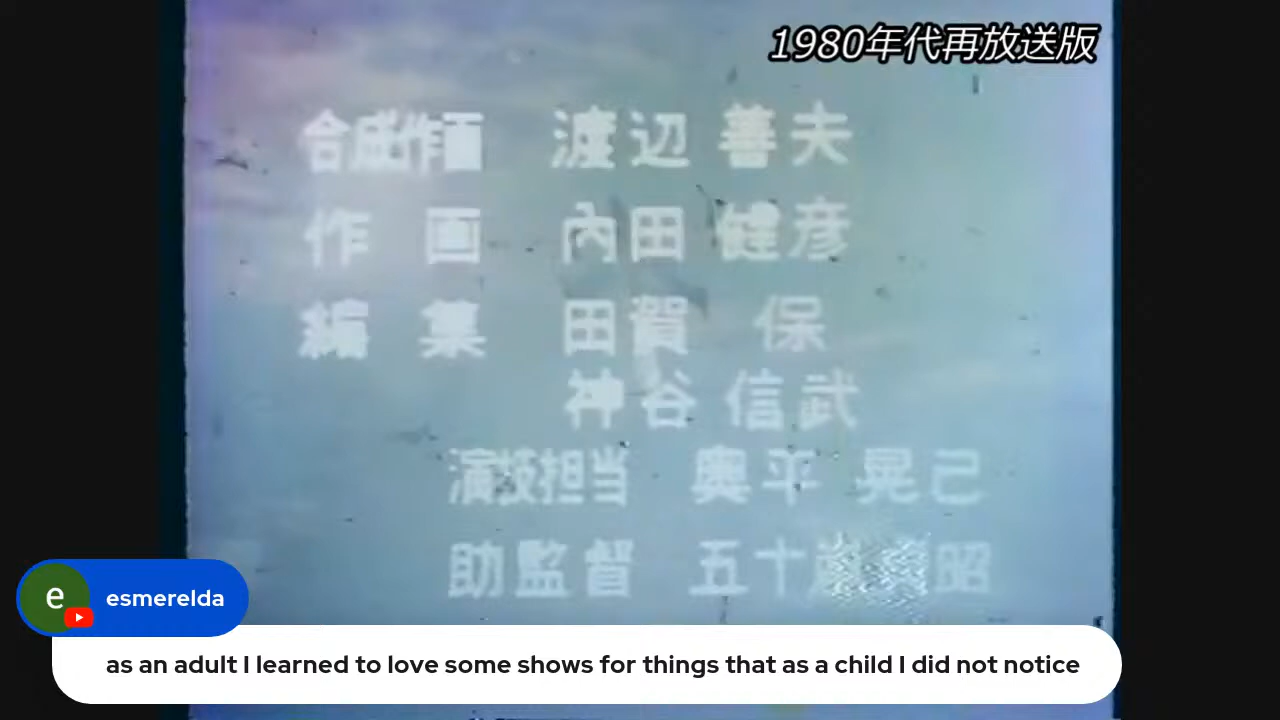 1980年代再放送版
合成作画 渡辺 善夫
作 画 内田 健彦
編 集 田賀 保
神谷 信武
演技担当 奥平 晃己
助監督 五十嵐 昭
e esmerelda
as an adult I learned to love some shows for things that as a child I did not notice